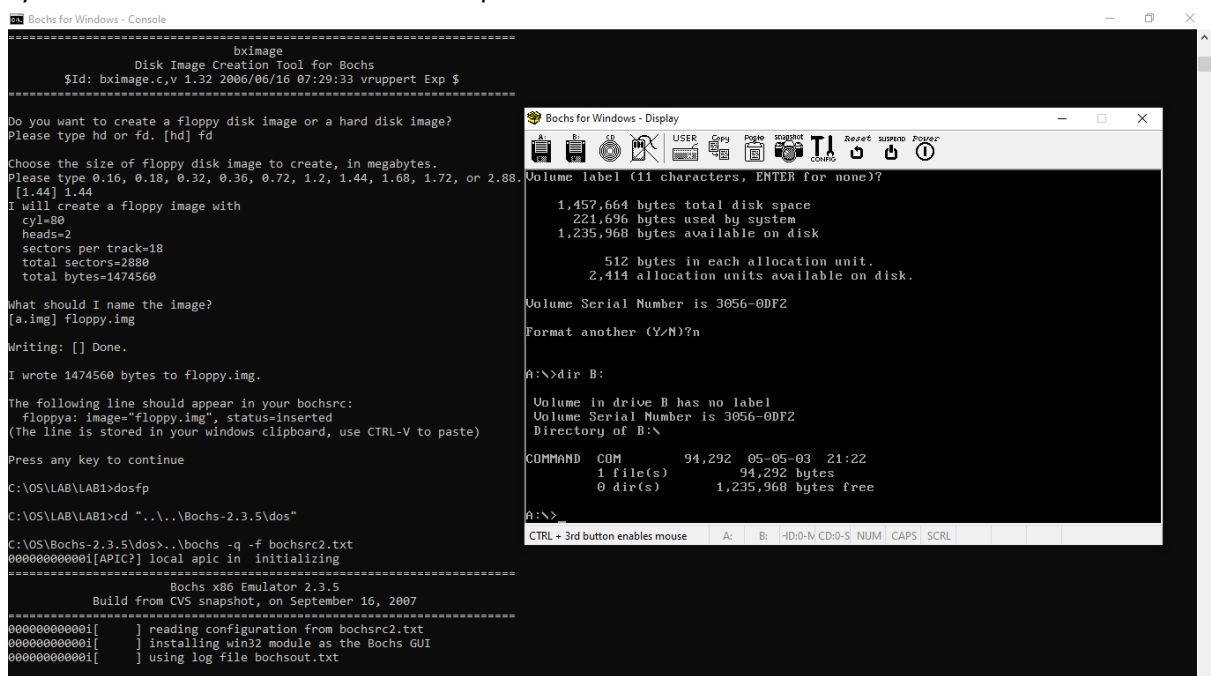 Bochs for Windows - Console
========================================================================
bximage
Disk Image Creation Tool for Bochs
$Id: bximage.c,v 1.32 2006/06/16 07:29:33 vruppert Exp $
========================================================================
Do you want to create a floppy disk image or a hard disk image?
Please type hd or fd. [hd] fd
Choose the size of floppy disk image to create, in megabytes.
Please type 0.16, 0.18, 0.32, 0.36, 0.72, 1.2, 1.44, 1.68, 1.72, or 2.88.
[1.44] 1.44
I will create a floppy image with
cyl=80
heads=2
sectors per track=18
total sectors=2880
total bytes=1474560
What should I name the image?
[a.img] floppy.img
Writing: [] Done.
I wrote 1474560 bytes to floppy.img.
The following line should appear in your bochsrc:
floppya: image="floppy.img", status=inserted
(The line is stored in your windows clipboard, use CTRL-V to paste)
Press any key to continue
C:\OS\LAB\LAB1>dosfp
C:\OS\LAB\LAB1>cd "..\..\Bochs-2.3.5\dos"
C:\OS\Bochs-2.3.5\dos>..\bochs -q -f bochsrc2.txt
00000000000i[APIC?] local apic in  initializing
========================================================================
Bochs x86 Emulator 2.3.5
Build from CVS snapshot, on September 16, 2007
========================================================================
00000000000i[     ] reading configuration from bochsrc2.txt
00000000000i[     ] installing win32 module as the Bochs GUI
00000000000i[     ] using log file bochsout.txt
Bochs for Windows - Display
A: B: CD USER Copy Paste snapshot CONFIG Reset SUSPEND Power
Volume label (11 characters, ENTER for none)?
1,457,664 bytes total disk space
221,696 bytes used by system
1,235,968 bytes available on disk
512 bytes in each allocation unit.
2,414 allocation units available on disk.
Volume Serial Number is 3056-0DF2
Format another (Y/N)?n
A:\>dir B:
Volume in drive B has no label
Volume Serial Number is 3056-0DF2
Directory of B:\
COMMAND  COM        94,292  05-05-03  21:22
1 file(s)         94,292 bytes
0 dir(s)       1,235,968 bytes free
A:\>_
CTRL + 3rd button enables mouse A: B: HD:0-M CD:0-S NUM CAPS SCRL